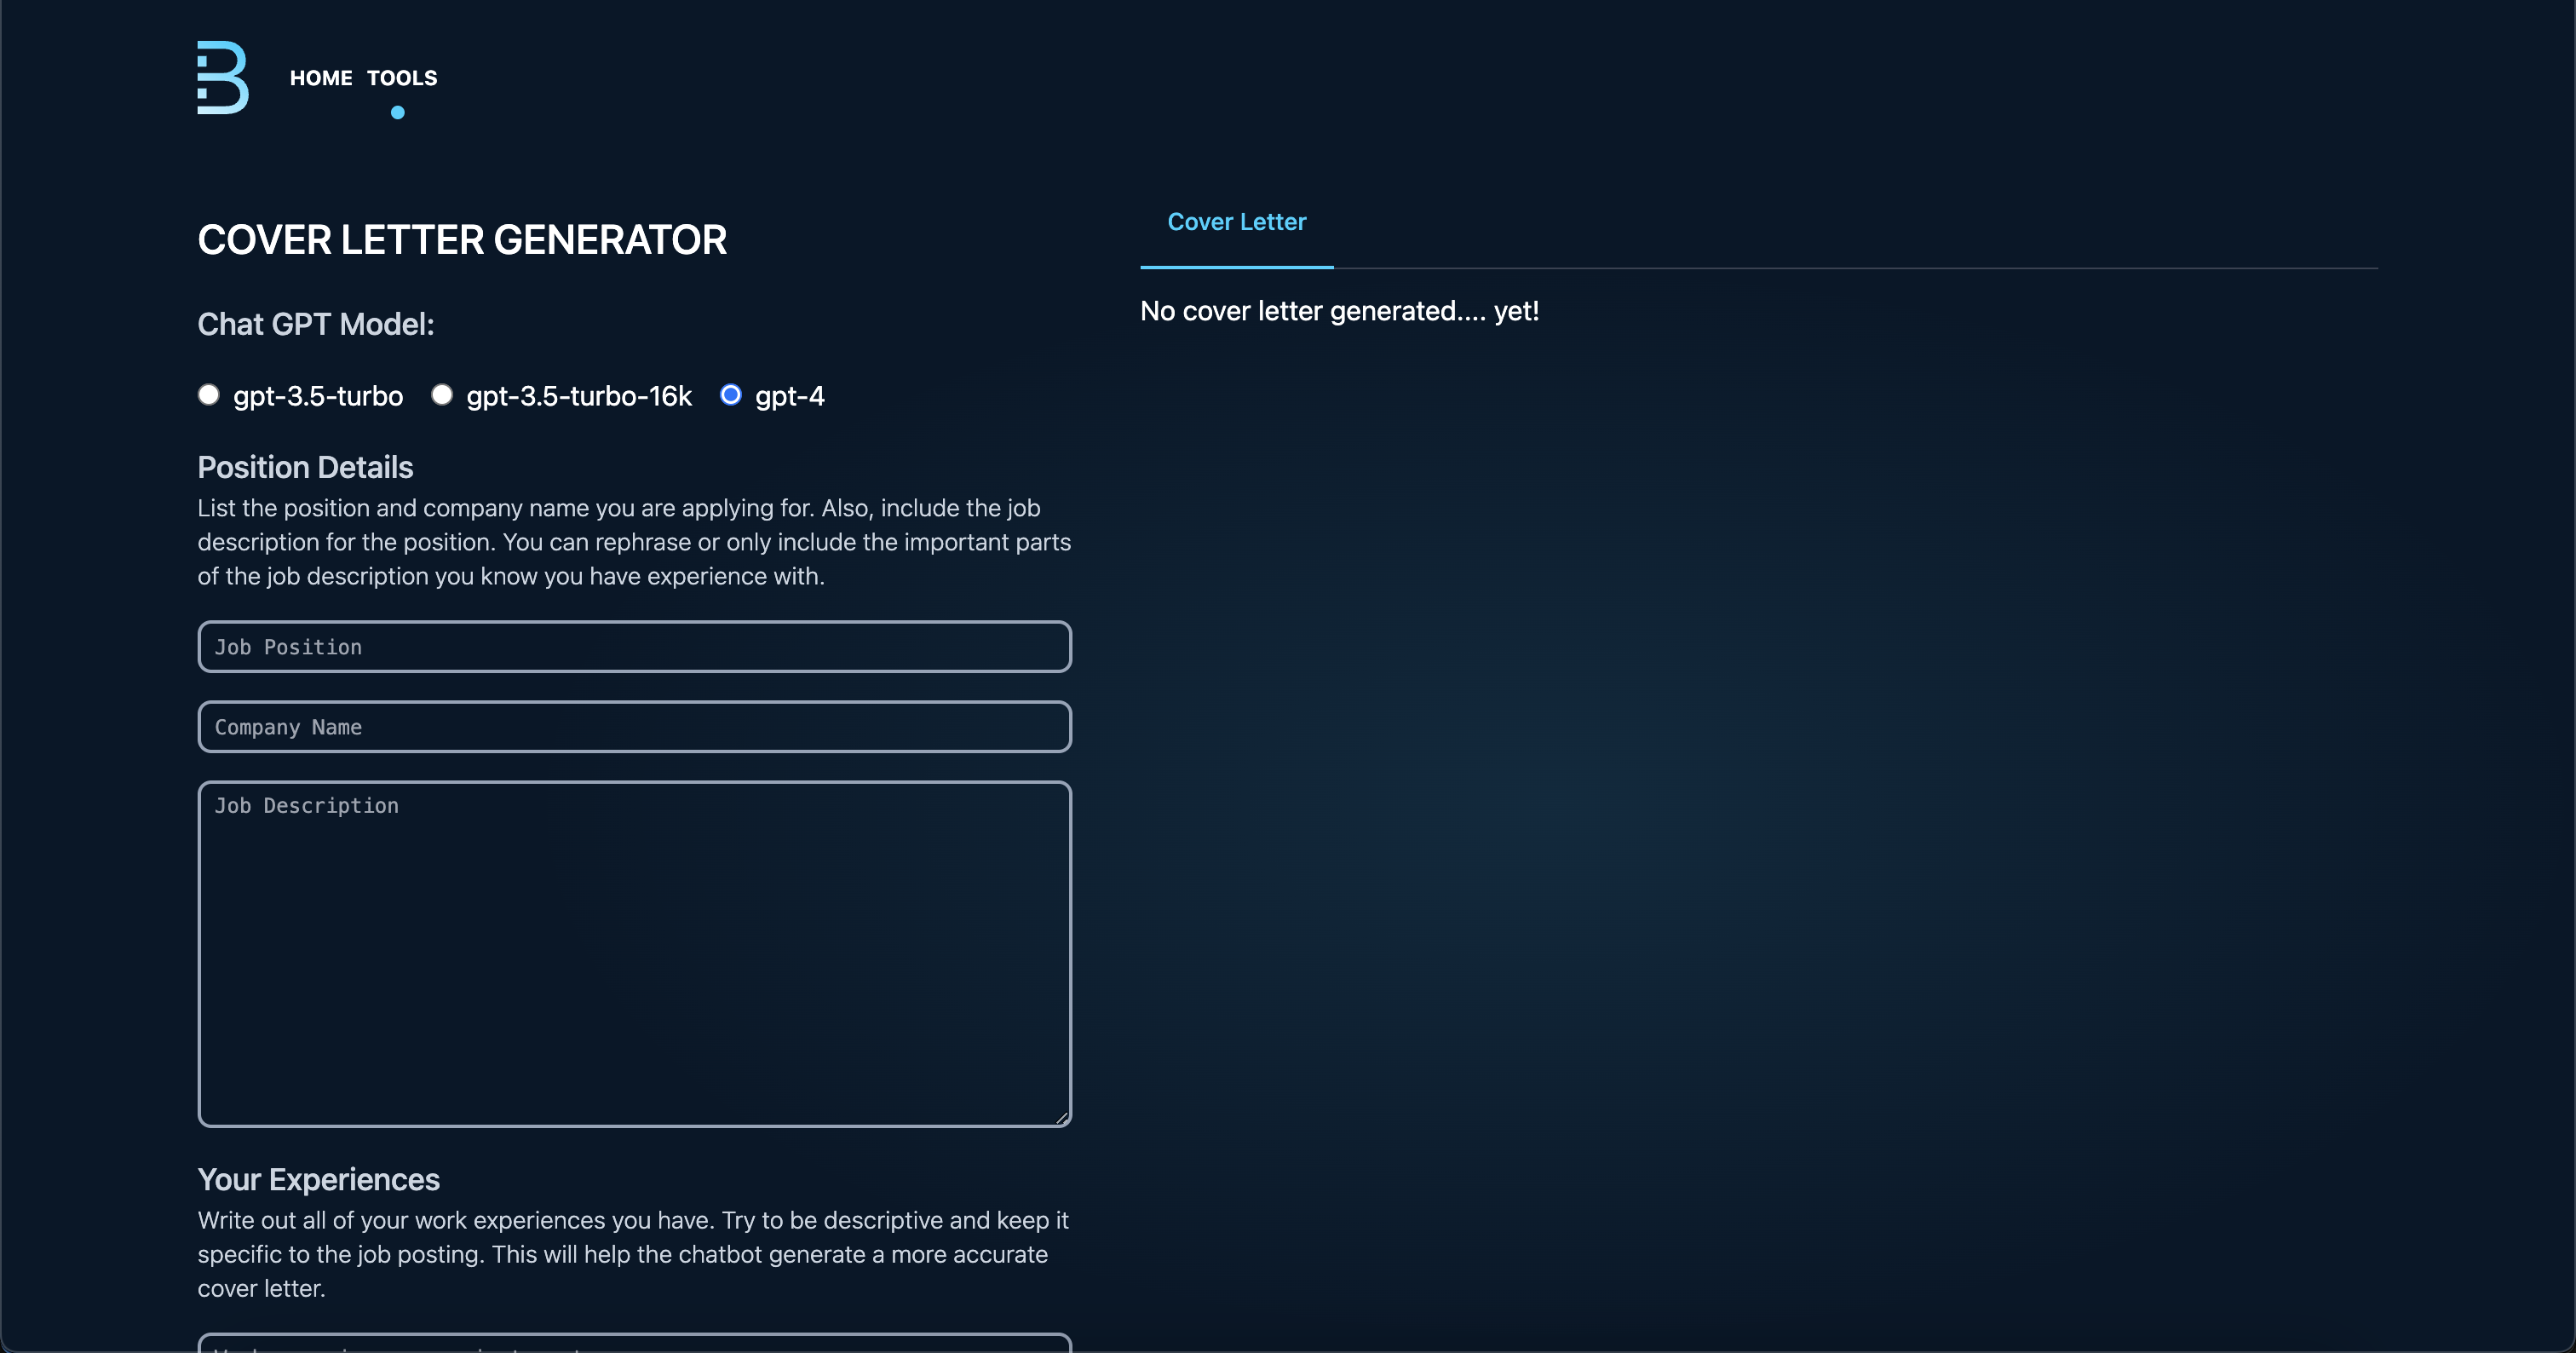 HOME TOOLS
COVER LETTER GENERATOR
Chat GPT Model:
gpt-3.5-turbo gpt-3.5-turbo-16k gpt-4
Position Details
List the position and company name you are applying for. Also, include the job
description for the position. You can rephrase or only include the important parts
of the job description you know you have experience with.
Job Position
Company Name
Job Description
Your Experiences
Write out all of your work experiences you have. Try to be descriptive and keep it
specific to the job posting. This will help the chatbot generate a more accurate
cover letter.
Cover Letter
No cover letter generated.... yet!